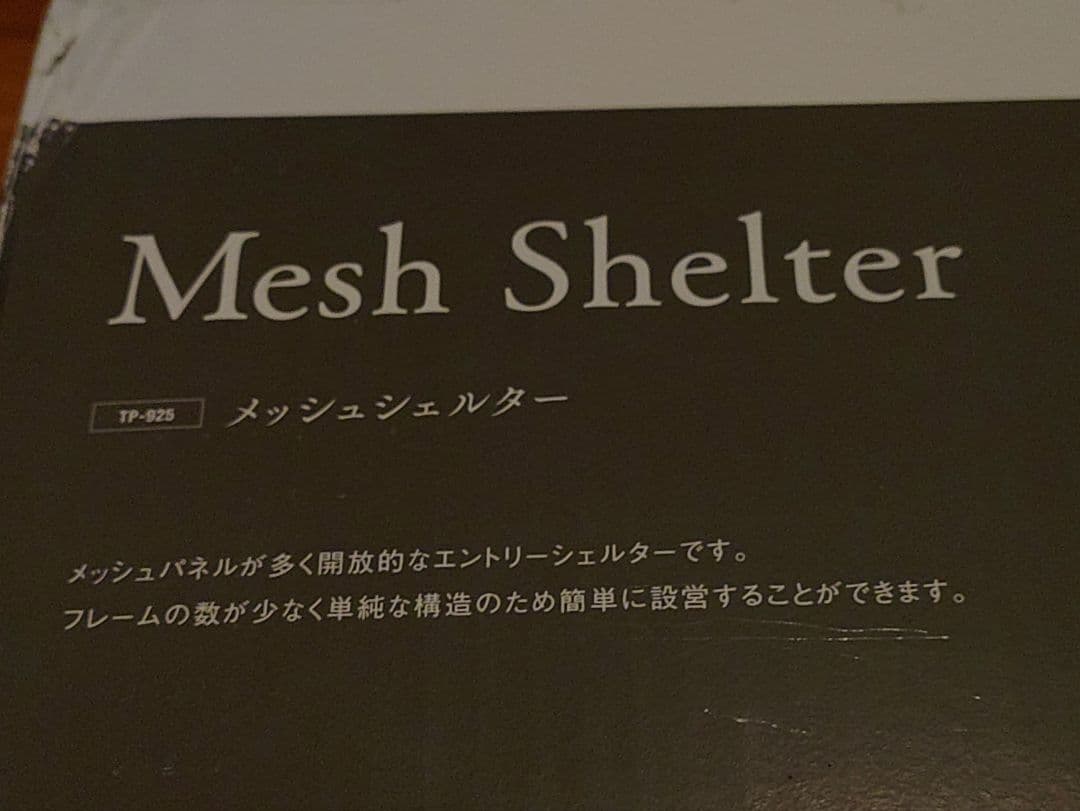 Mesh Shelter
TP-925 メッシュシェルター
メッシュパネルが多く開放的なエントリーシェルターです。
フレームの数が少なく単純な構造のため簡単に設営することができます。